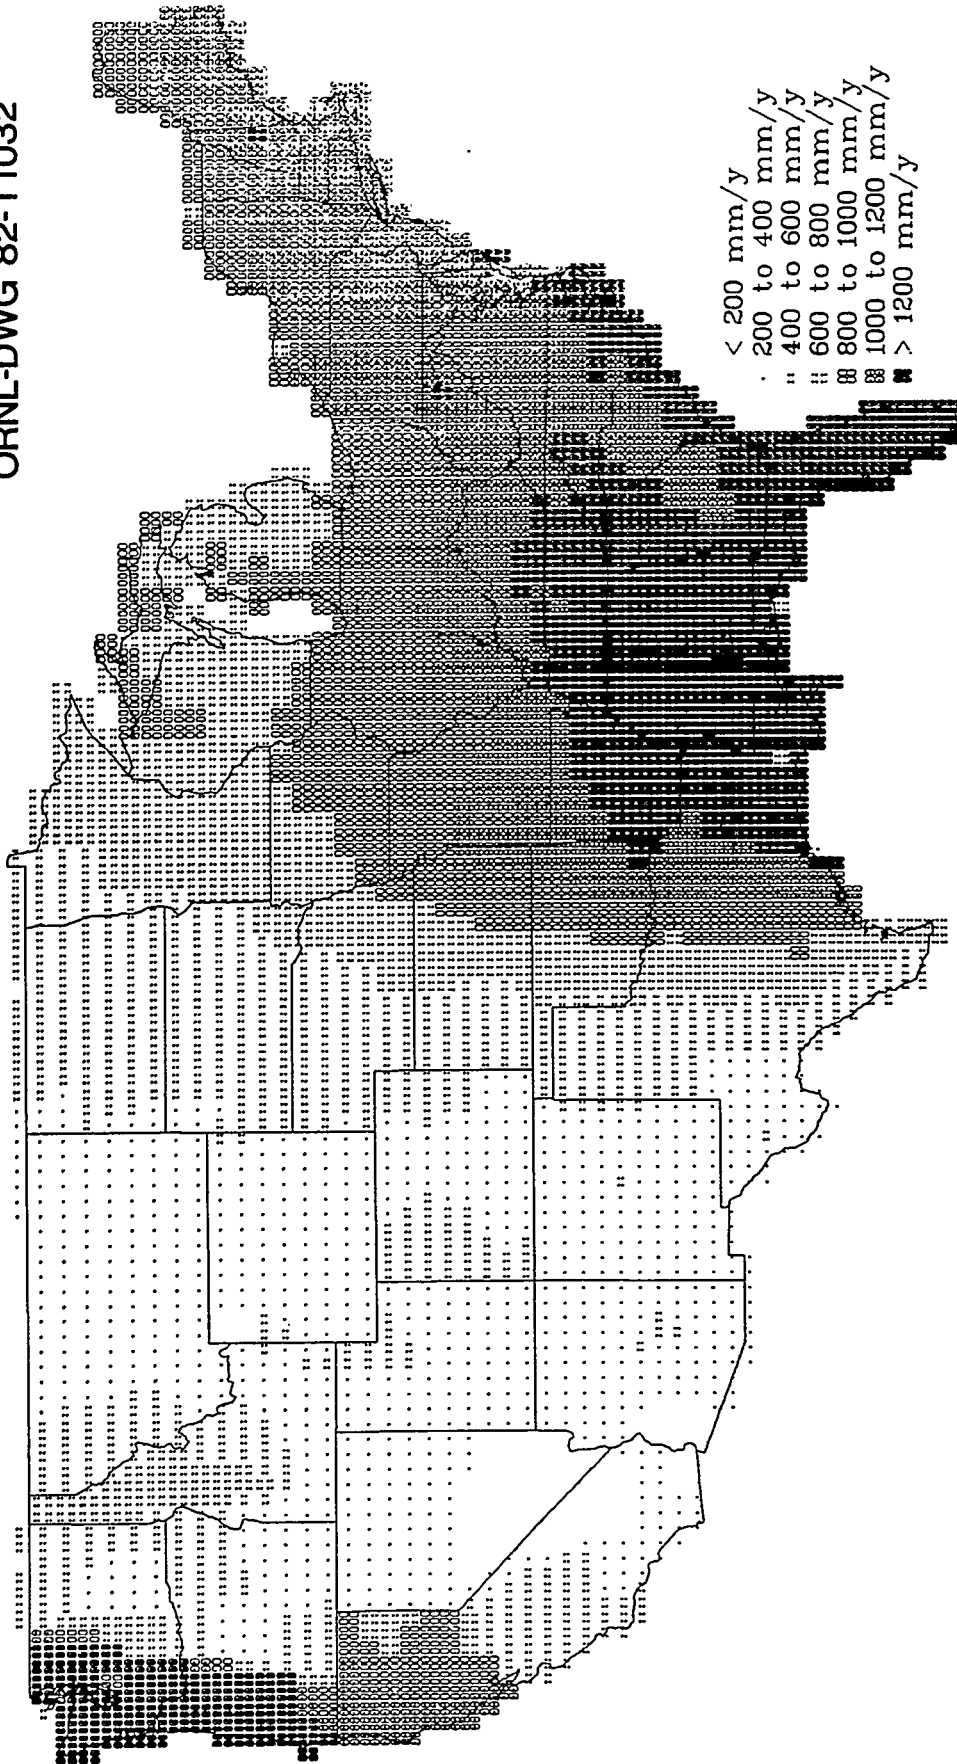 ORNL-DWG 82-11032
< 200 mm/y
. 200 to 400 mm/y
:: 400 to 600 mm/y
:: 600 to 800 mm/y
800 to 1000 mm/y
1000 to 1200 mm/y
> 1200 mm/y